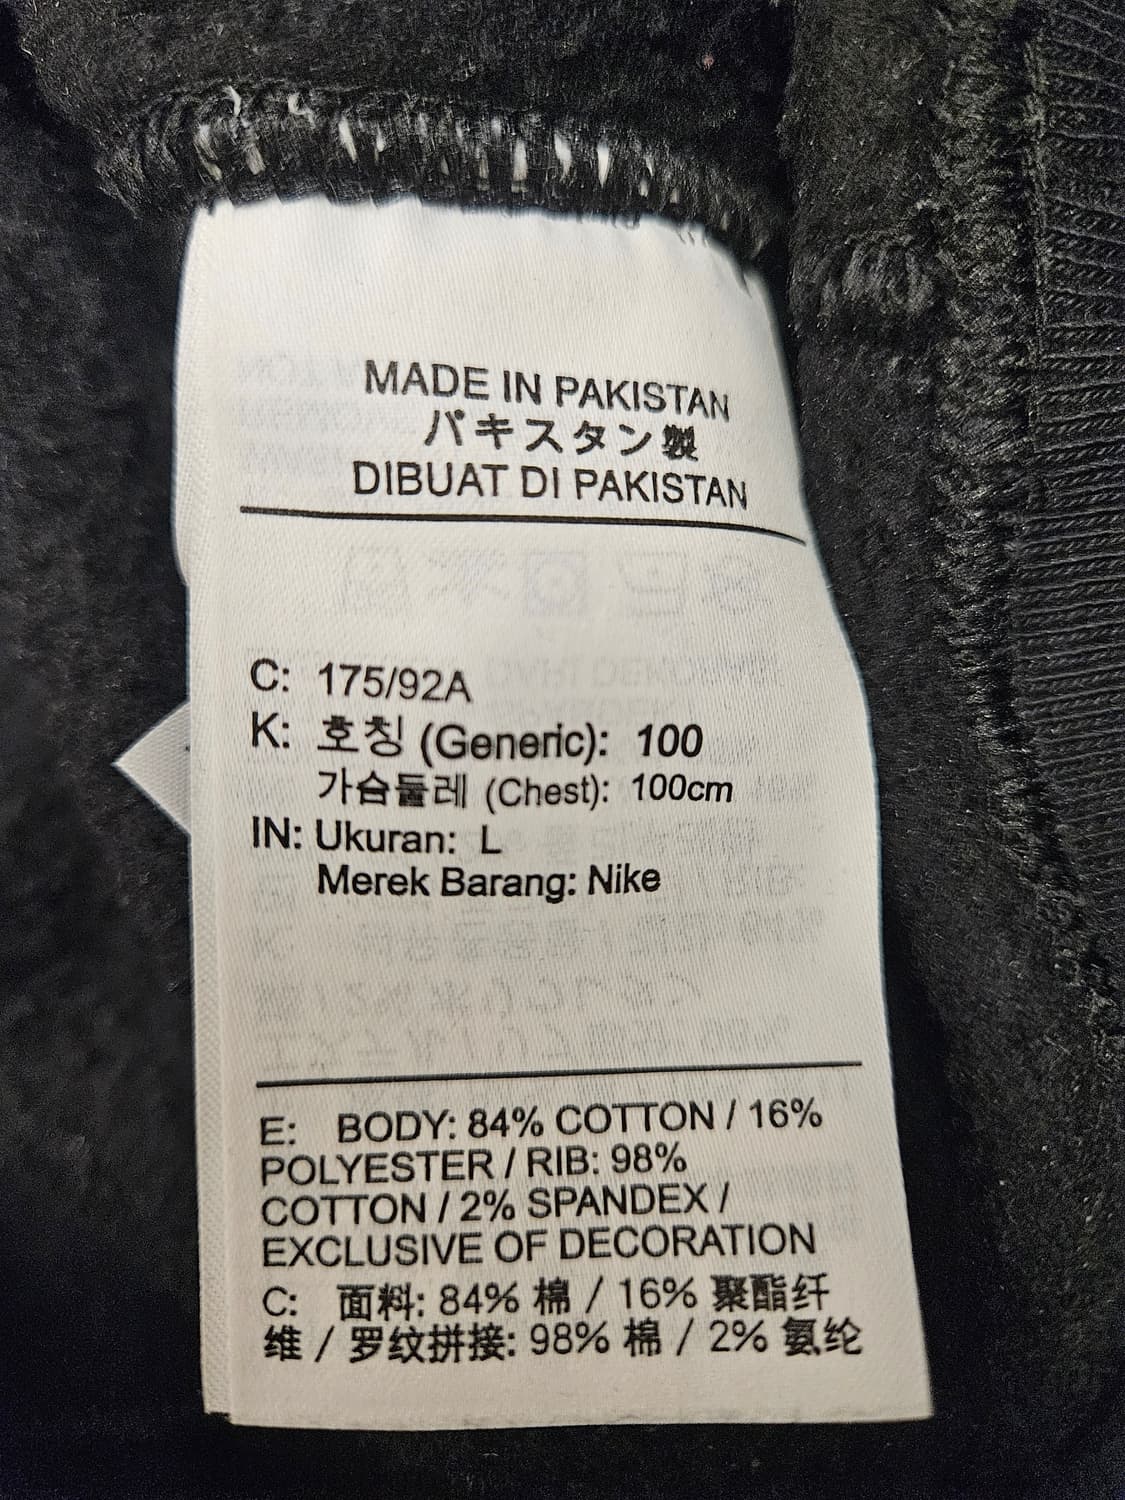 MADE IN PAKISTAN
パキスタン製
DIBUAT DI PAKISTAN
C: 175/92A
K: 호칭 (Generic): 100
가슴둘레 (Chest): 100cm
IN: Ukuran: L
Merek Barang: Nike
E: BODY: 84% COTTON / 16%
POLYESTER / RIB: 98%
COTTON / 2% SPANDEX /
EXCLUSIVE OF DECORATION
C: 面料: 84% 棉 / 16% 聚酯纤
维 / 罗纹拼接: 98% 棉 / 2% 氨纶